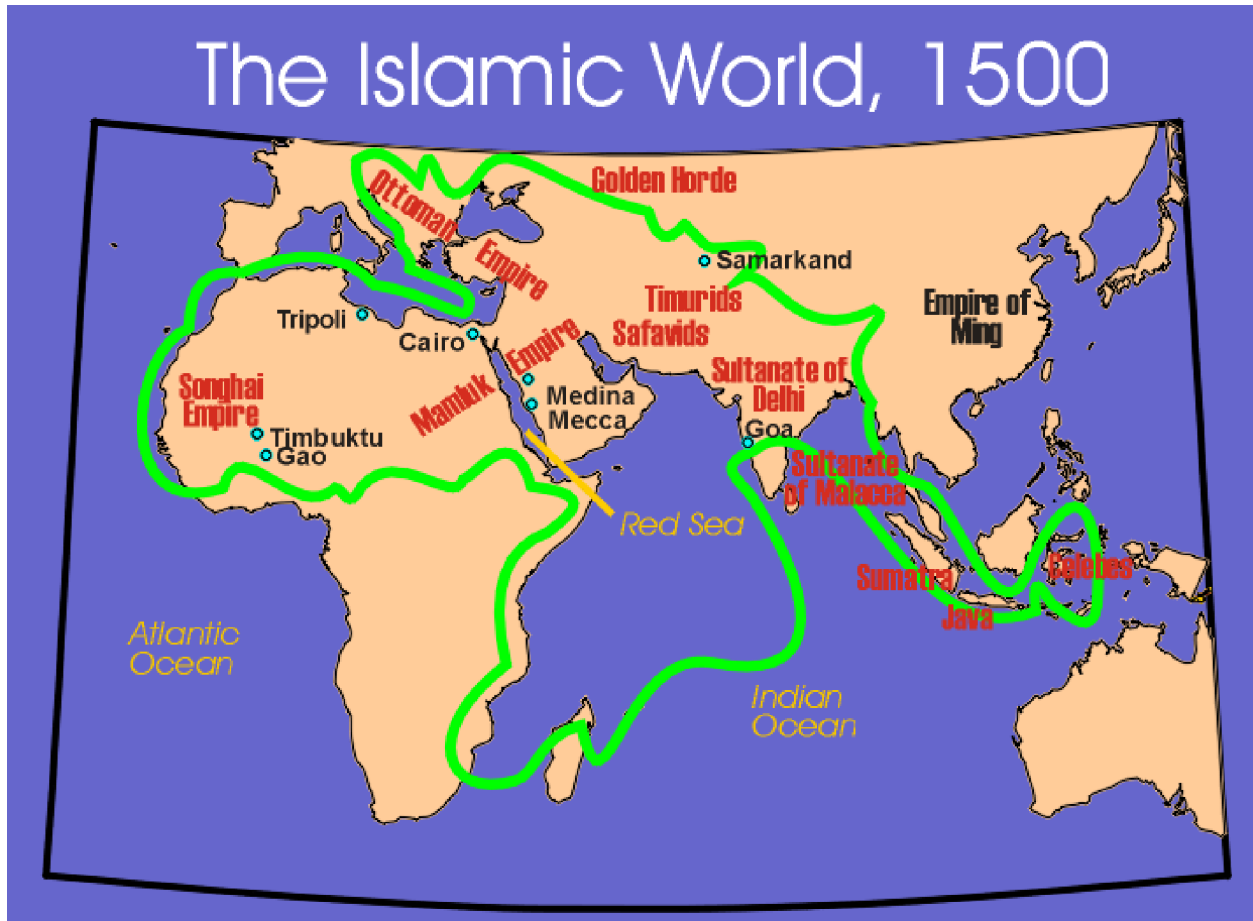 The Islamic World, 1500
Golden Horde
Ottoman
Empire
Samarkand
Timurids
Safavids
Empire of
Ming
Tripoli
Cairo
Mamluk
Empire
Medina
Mecca
Sultanate of
Delhi
Goa
Songhai
Empire
Timbuktu
Gao
Sultanate
of Malacca
Red Sea
Sumatra
Java
Celebes
Atlantic
Ocean
Indian
Ocean